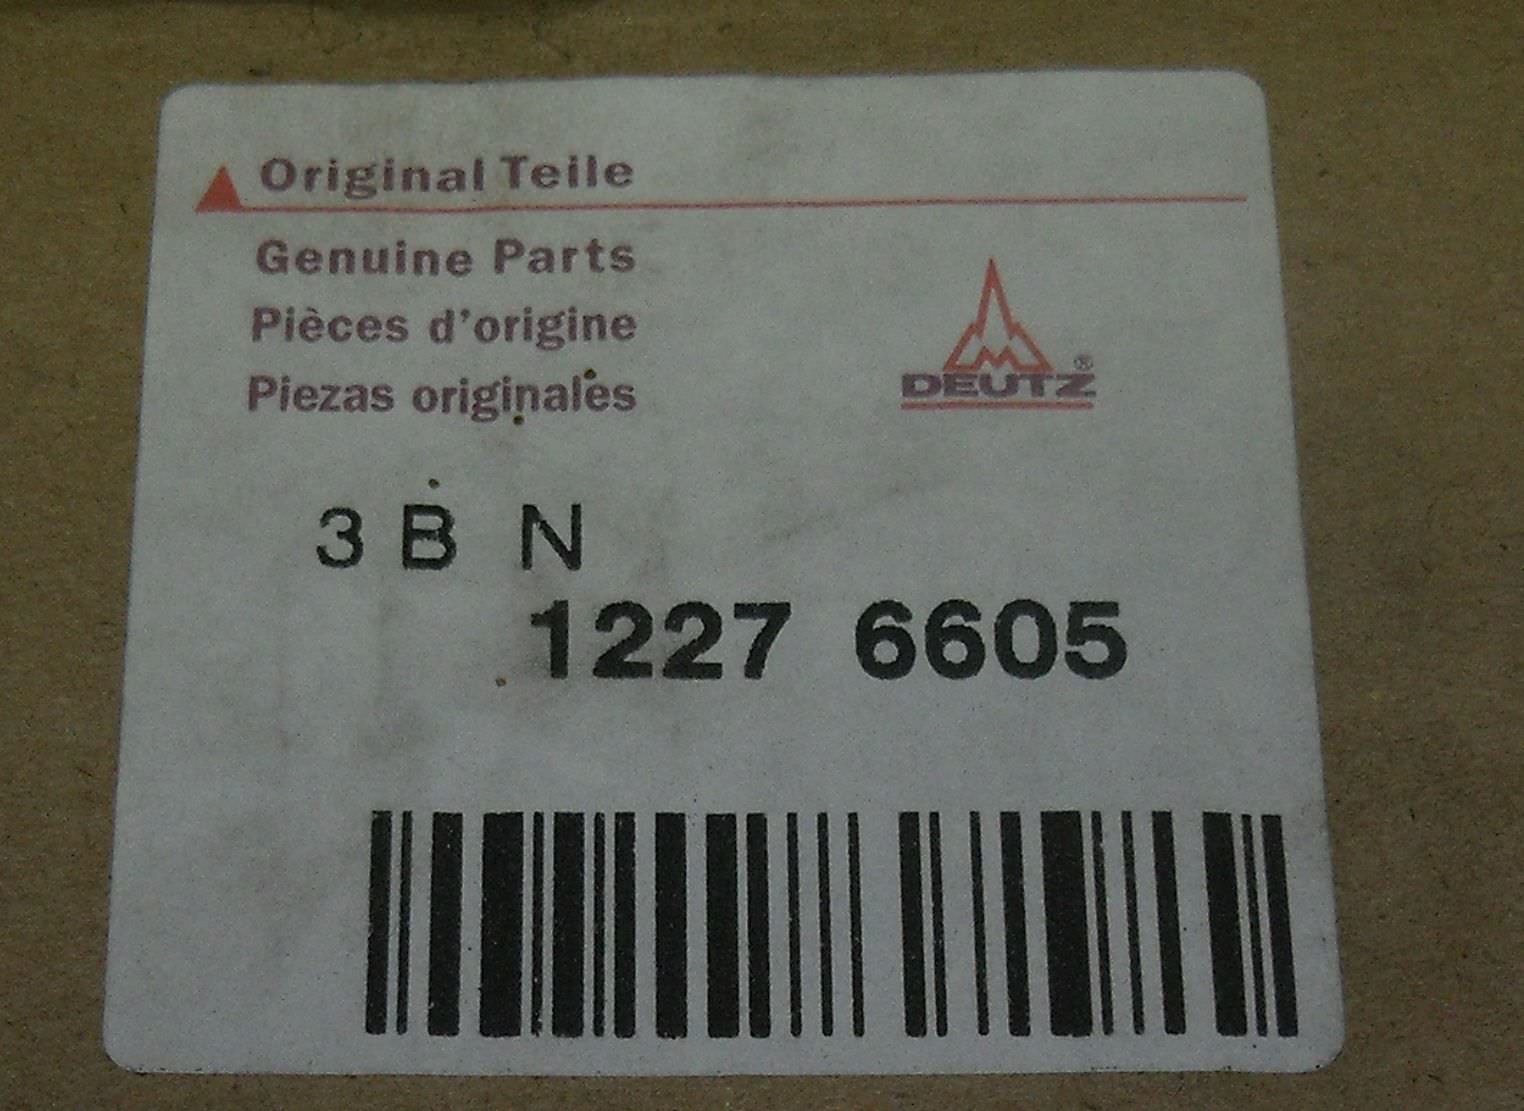 Original Teile
Genuine Parts
Pièces d'origine
Piezas originales
DEUTZ®
3 B N
1227 6605